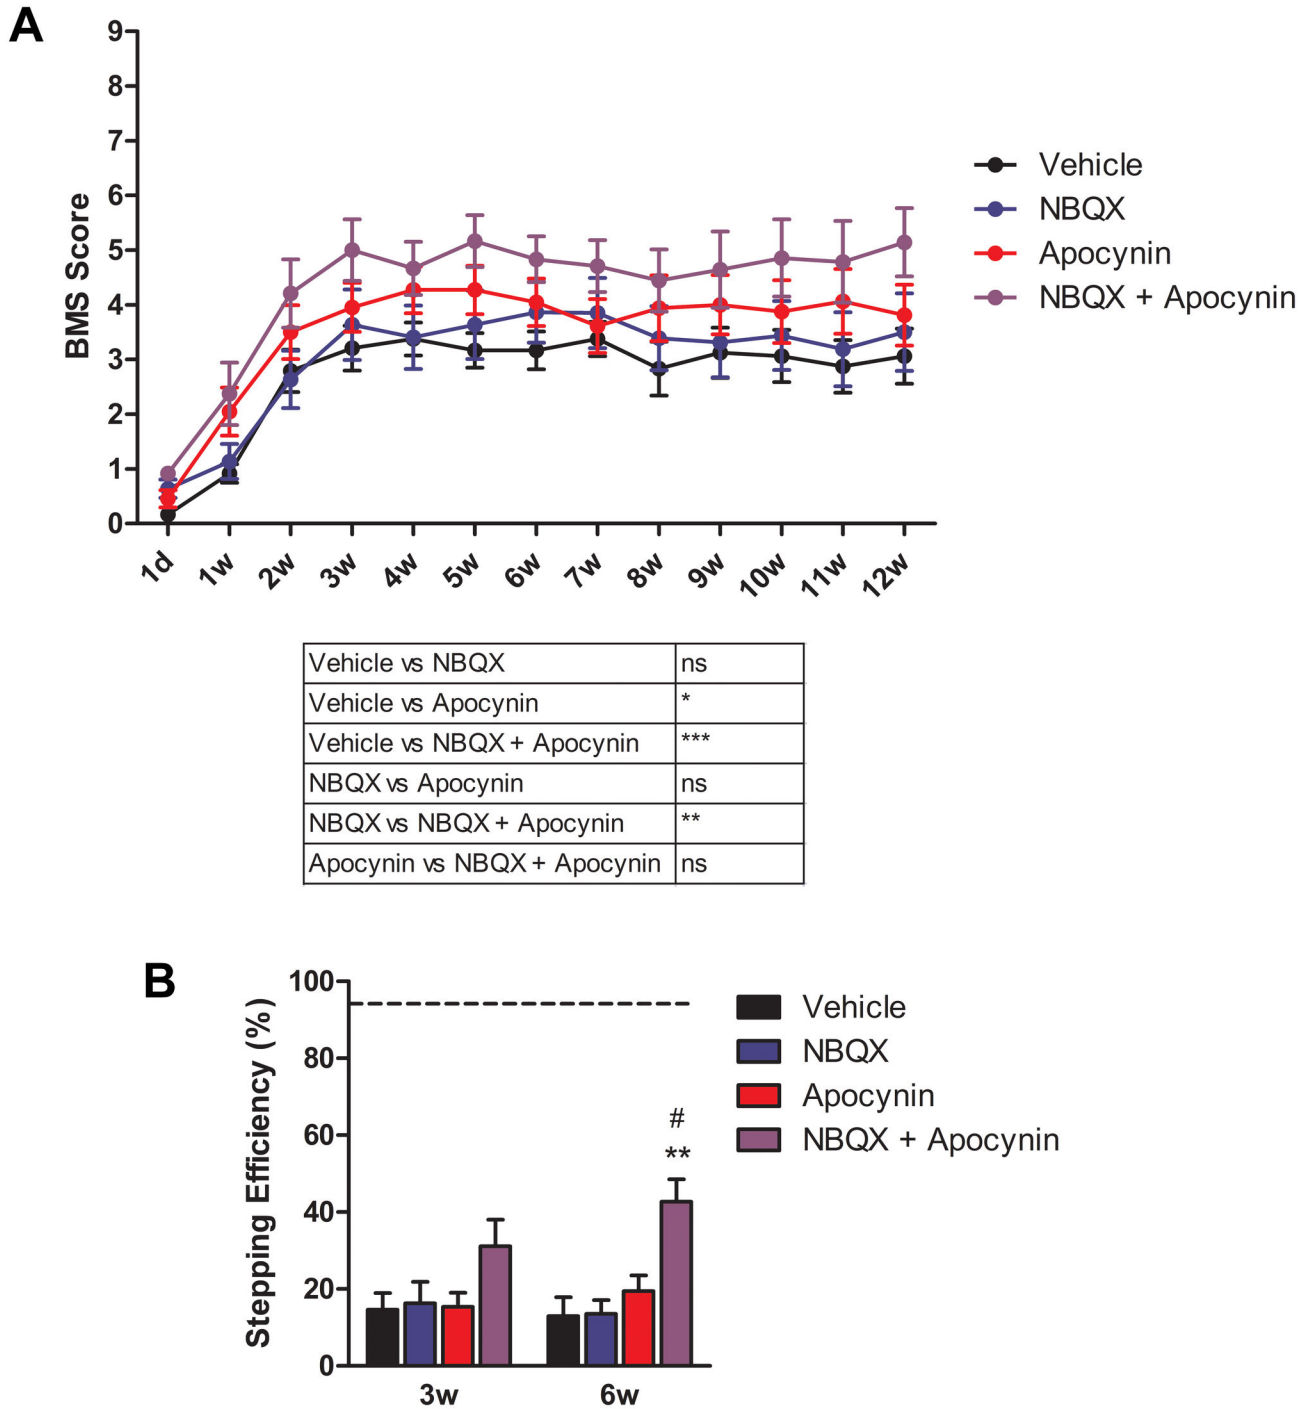 A
9
8
7
6
5
4
3
2
1
0
BMS Score
1d
1w
2w
3w
4w
5w
6w
7w
8w
9w
10w
11w
12w
Vehicle
NBQX
Apocynin
NBQX + Apocynin
Vehicle vs NBQX ns
Vehicle vs Apocynin *
Vehicle vs NBQX + Apocynin ***
NBQX vs Apocynin ns
NBQX vs NBQX + Apocynin **
Apocynin vs NBQX + Apocynin ns
B
100
80
60
40
20
0
Stepping Efficiency (%)
#
**
3w
6w
Vehicle
NBQX
Apocynin
NBQX + Apocynin